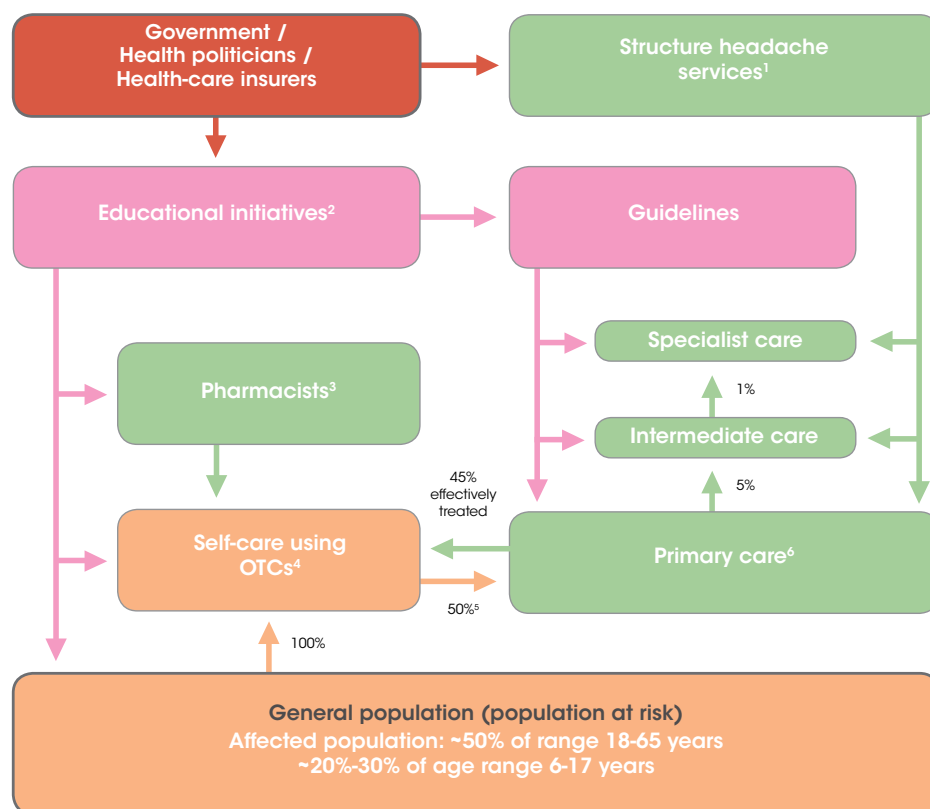 Government /
Health politicians /
Health-care insurers
Structure headache
services¹
Educational initiatives²
Guidelines
Specialist care
1%
Pharmacists³
Intermediate care
45%
effectively
treated
5%
Self-care using
OTCs⁴
Primary care⁶
50%⁵
100%
General population (population at risk)
Affected population: ~50% of range 18-65 years
~20%-30% of age range 6-17 years